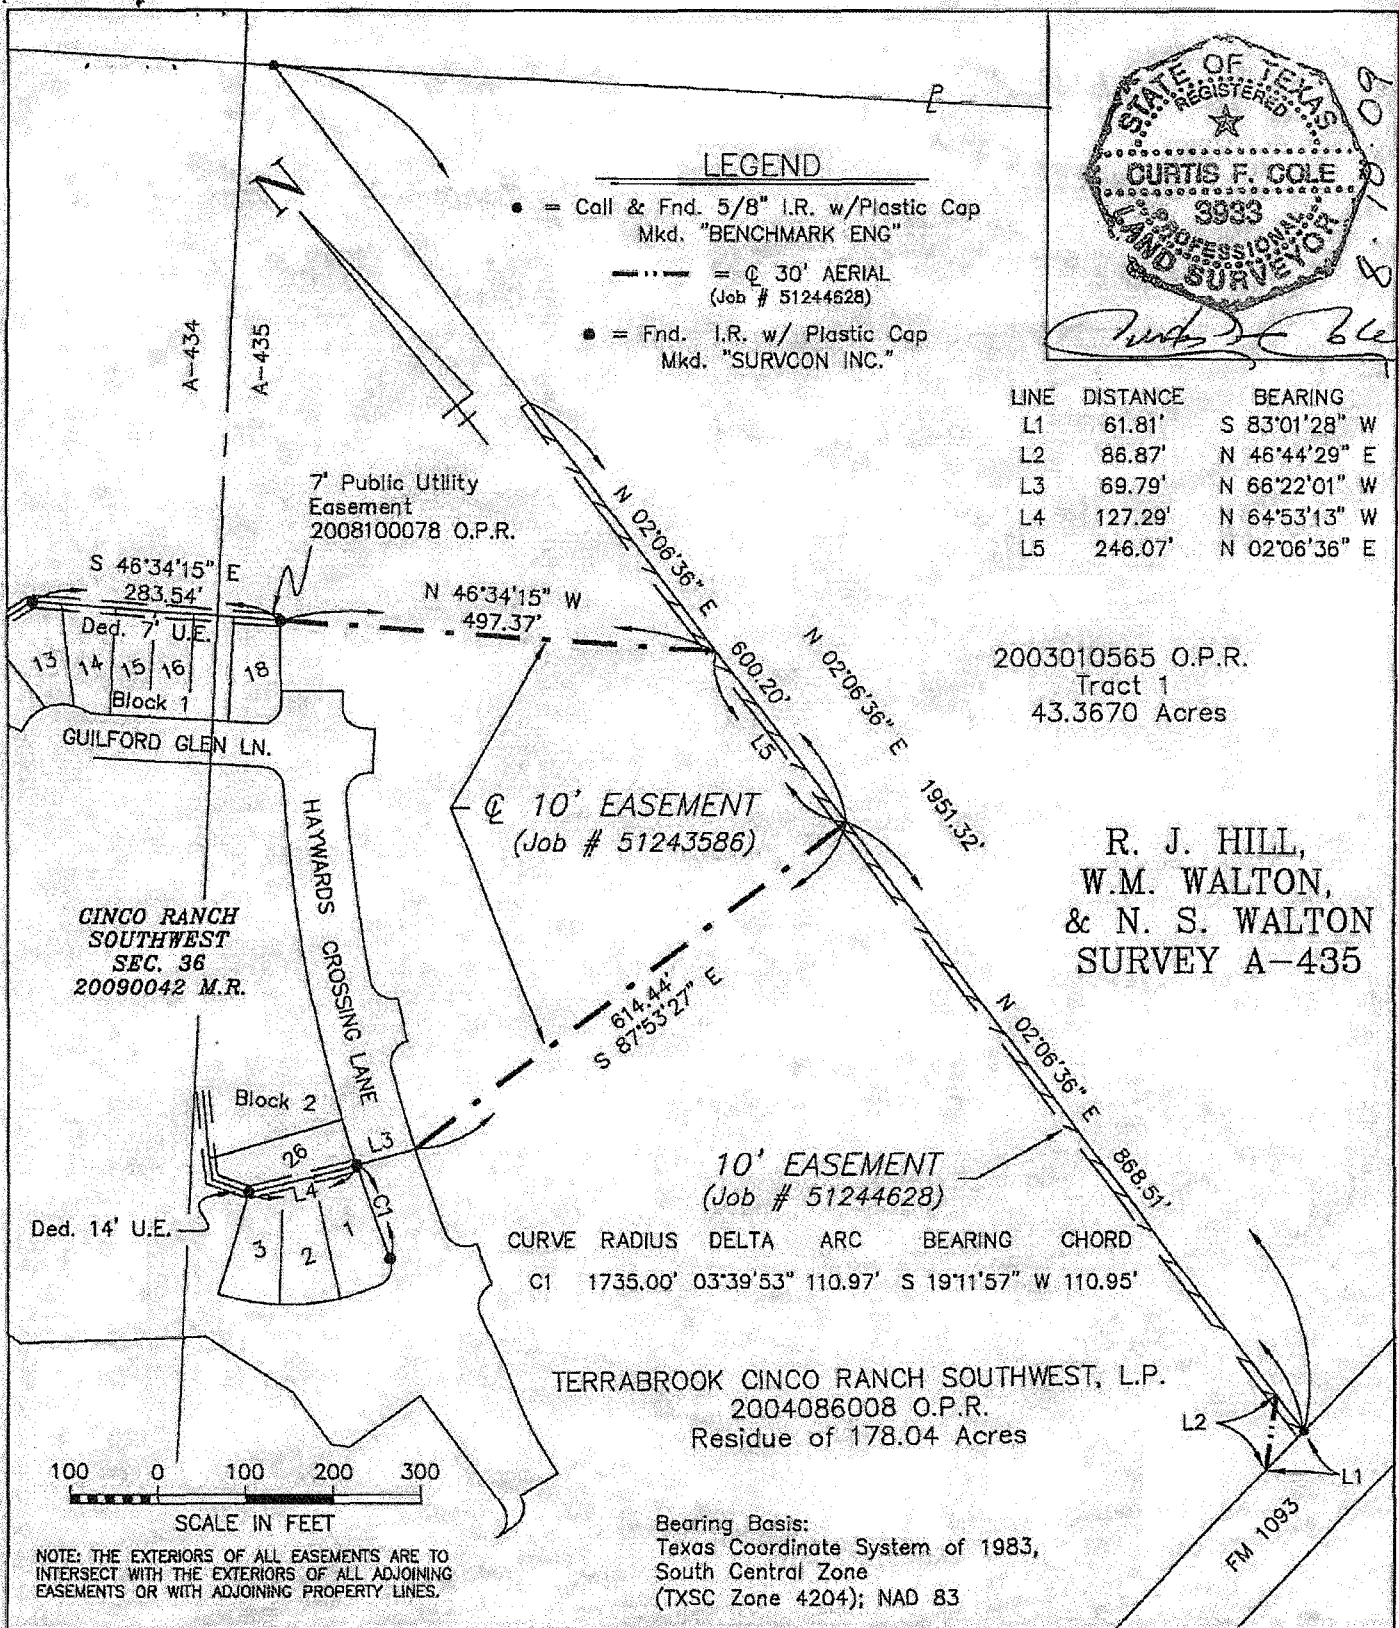 P
STATE OF TEXAS
REGISTERED
CURTIS F. COLE
3933
PROFESSIONAL
LAND SURVEYOR
8.10.09
N
LEGEND
● = Call & Fnd. 5/8" I.R. w/Plastic Cap
Mkd. "BENCHMARK ENG"
= ℄ 30' AERIAL
(Job # 51244628)
● = Fnd. I.R. w/ Plastic Cap
Mkd. "SURVCON INC."
LINE DISTANCE BEARING
L1 61.81' S 83°01'28" W
L2 86.87' N 46°44'29" E
L3 69.79' N 66°22'01" W
L4 127.29' N 64°53'13" W
L5 246.07' N 02°06'36" E
A-434
A-435
7' Public Utility
Easement
2008100078 O.P.R.
S 46°34'15" E
283.54'
Ded. 7' U.E.
13 14 15 16 18
Block 1
GUILFORD GLEN LN.
N 46°34'15" W
497.37'
N 02°06'36" E
600.20'
L5
N 02°06'36" E
1951.32'
2003010565 O.P.R.
Tract 1
43.3670 Acres
HAYWARDS CROSSING LANE
℄ 10' EASEMENT
(Job # 51243586)
R. J. HILL,
W.M. WALTON,
& N. S. WALTON
SURVEY A-435
CINCO RANCH
SOUTHWEST
SEC. 36
20090042 M.R.
614.44'
S 87°53'27" E
N 02°06'36" E
868.51'
Block 2
26
L3
L4
C1
Ded. 14' U.E.
3 2 1
10' EASEMENT
(Job # 51244628)
CURVE RADIUS DELTA ARC BEARING CHORD
C1 1735.00' 03°39'53" 110.97' S 19°11'57" W 110.95'
TERRABROOK CINCO RANCH SOUTHWEST, L.P.
2004086008 O.P.R.
Residue of 178.04 Acres
L2
L1
FM 1093
100 0 100 200 300
SCALE IN FEET
NOTE: THE EXTERIORS OF ALL EASEMENTS ARE TO
INTERSECT WITH THE EXTERIORS OF ALL ADJOINING
EASEMENTS OR WITH ADJOINING PROPERTY LINES.
Bearing Basis:
Texas Coordinate System of 1983,
South Central Zone
(TXSC Zone 4204); NAD 83